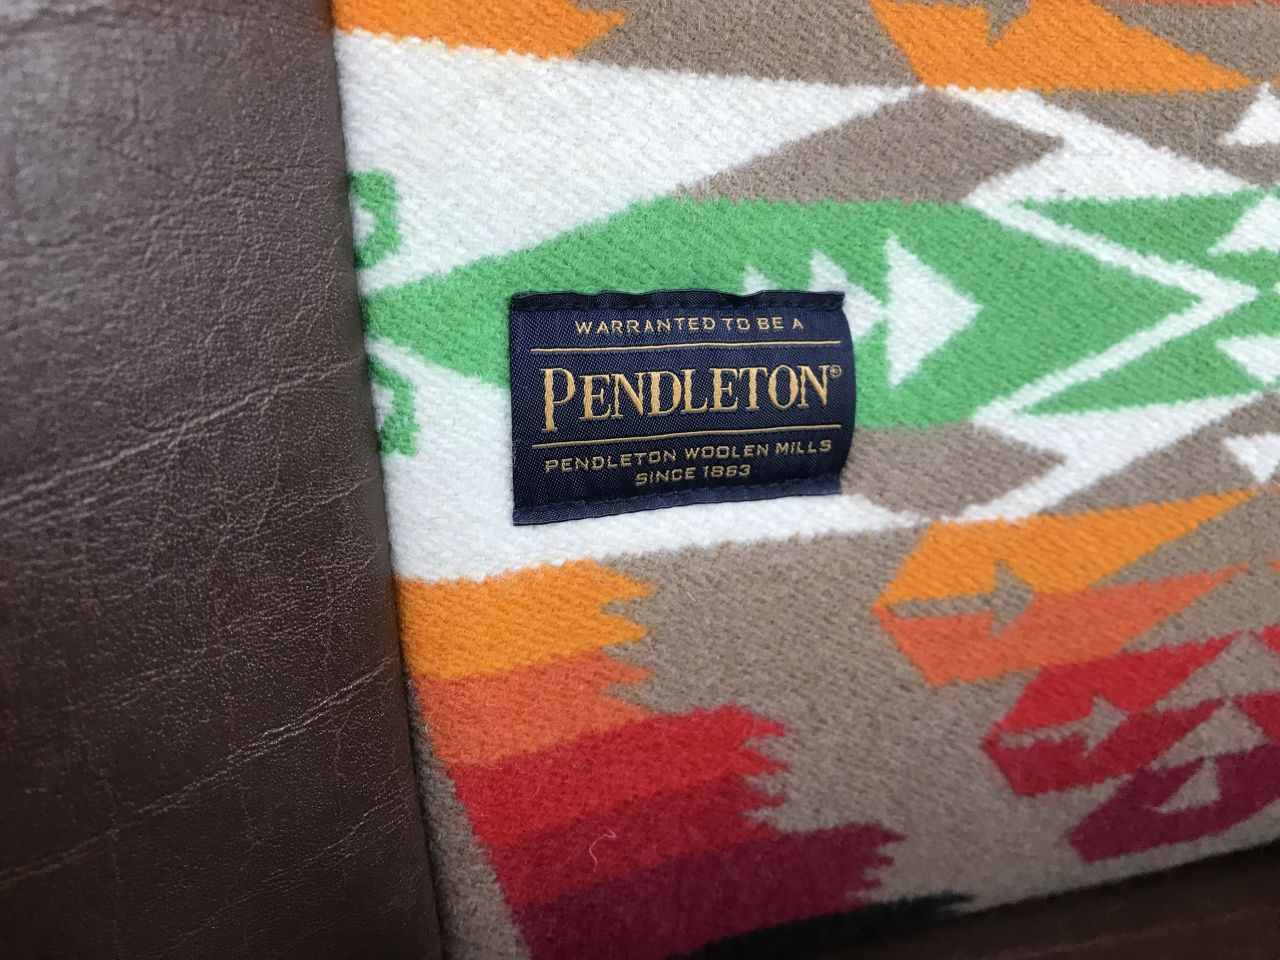 WARRANTED TO BE A
PENDLETON®
PENDLETON WOOLEN MILLS
SINCE 1863